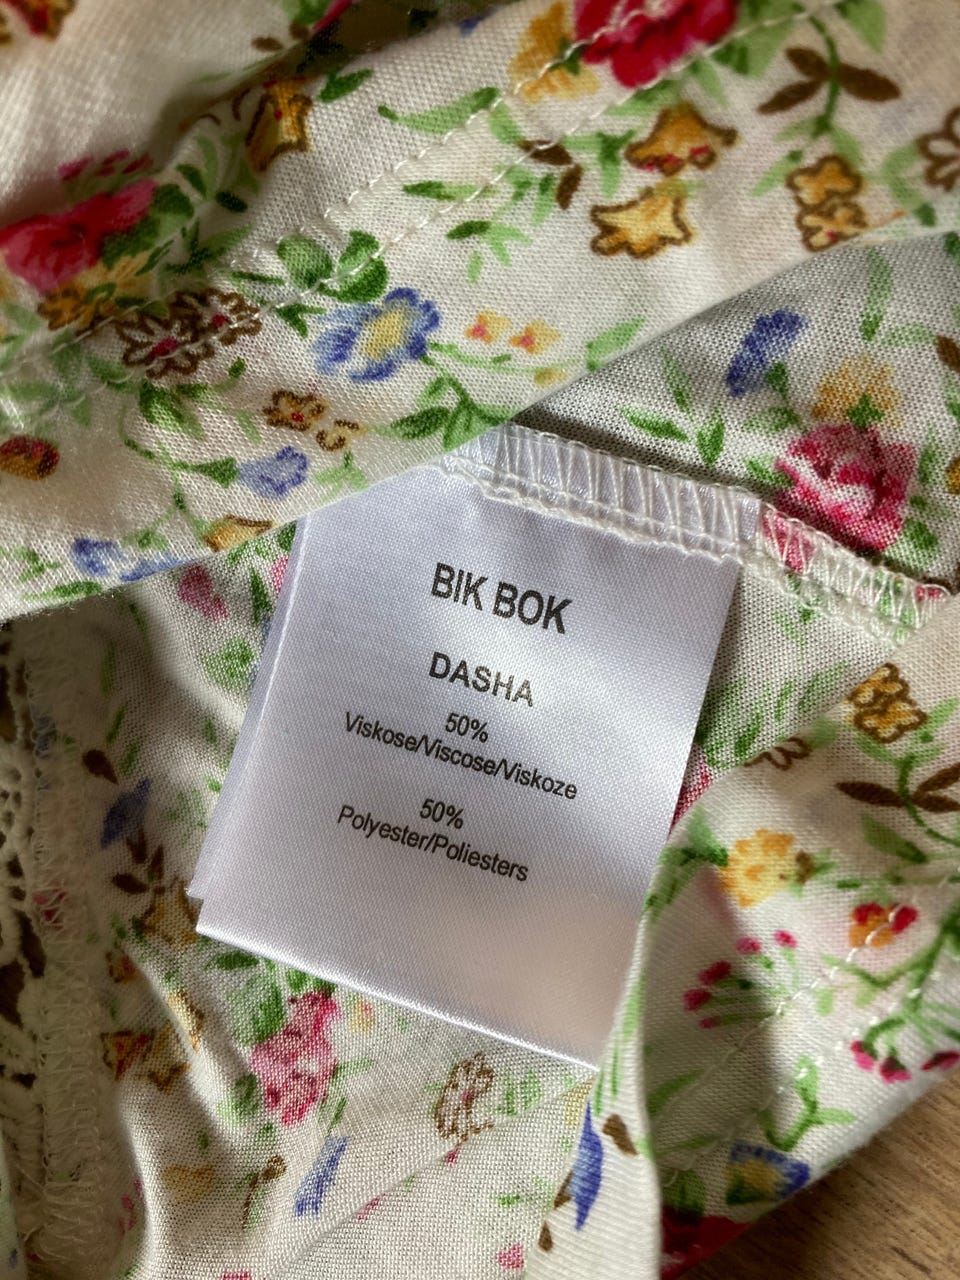 BIK BOK
DASHA
50%
Viskose/Viscose/Viskoze
50%
Polyester/Poliesters